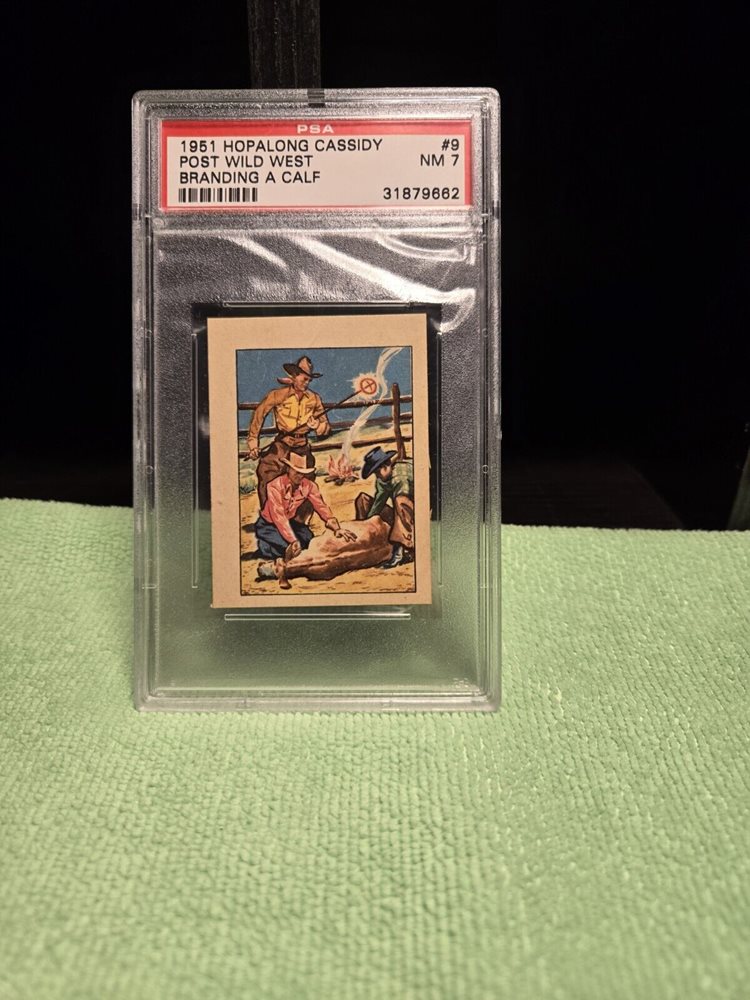 PSA
1951 HOPALONG CASSIDY #9
POST WILD WEST NM 7
BRANDING A CALF
31879662